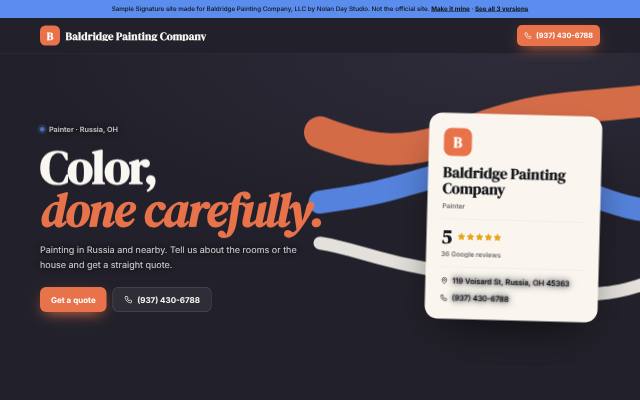 Sample Signature site made for Baldridge Painting Company, LLC by Nolan Day Studio. Not the official site. Make it mine · See all 3 versions
B Baldridge Painting Company
(937) 430-6788
Painter · Russia, OH
Color,
done carefully.
Painting in Russia and nearby. Tell us about the rooms or the
house and get a straight quote.
Get a quote
(937) 430-6788
B
Baldridge Painting
Company
Painter
5
36 Google reviews
119 Voisard St, Russia, OH 45363
(937) 430-6788